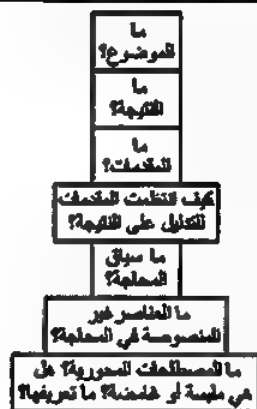 ما
الموضوع؟
ما
النتيجة؟
ما
المقدمات؟
كيف انتظمت المقدمات
للتدليل على النتيجة؟
ما سياق
المحاجة؟
ما العناصر غير
المنصوصة في المحاجة؟
ما المصطلحات المحورية؟ هل
هي ملبسة أو غامضة؟ ما تعريفها؟